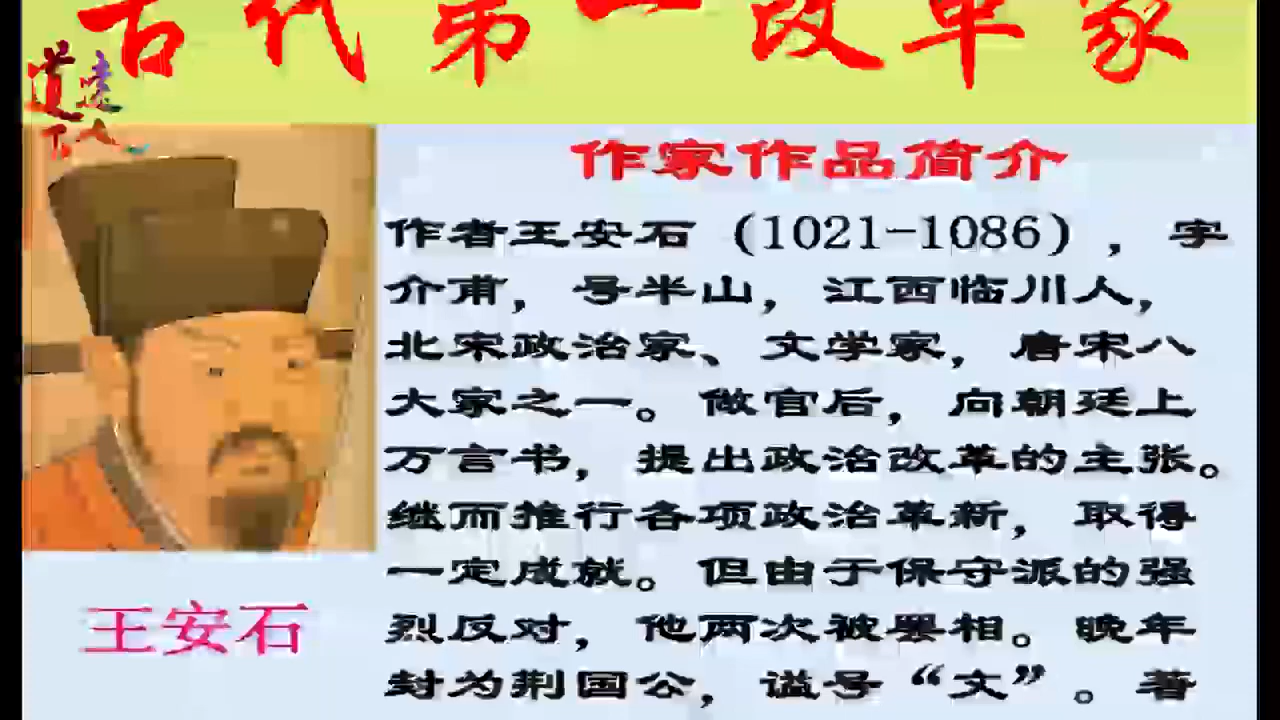 古代第一改革家
道远
作家作品简介
作者王安石（1021-1086），字
介甫，号半山，江西临川人，
北宋政治家、文学家，唐宋八
大家之一。做官后，向朝廷上
万言书，提出政治改革的主张。
继而推行各项政治革新，取得
一定成就。但由于保守派的强
烈反对，他两次被罢相。晚年
封为荆国公，谥号“文”。著
王安石